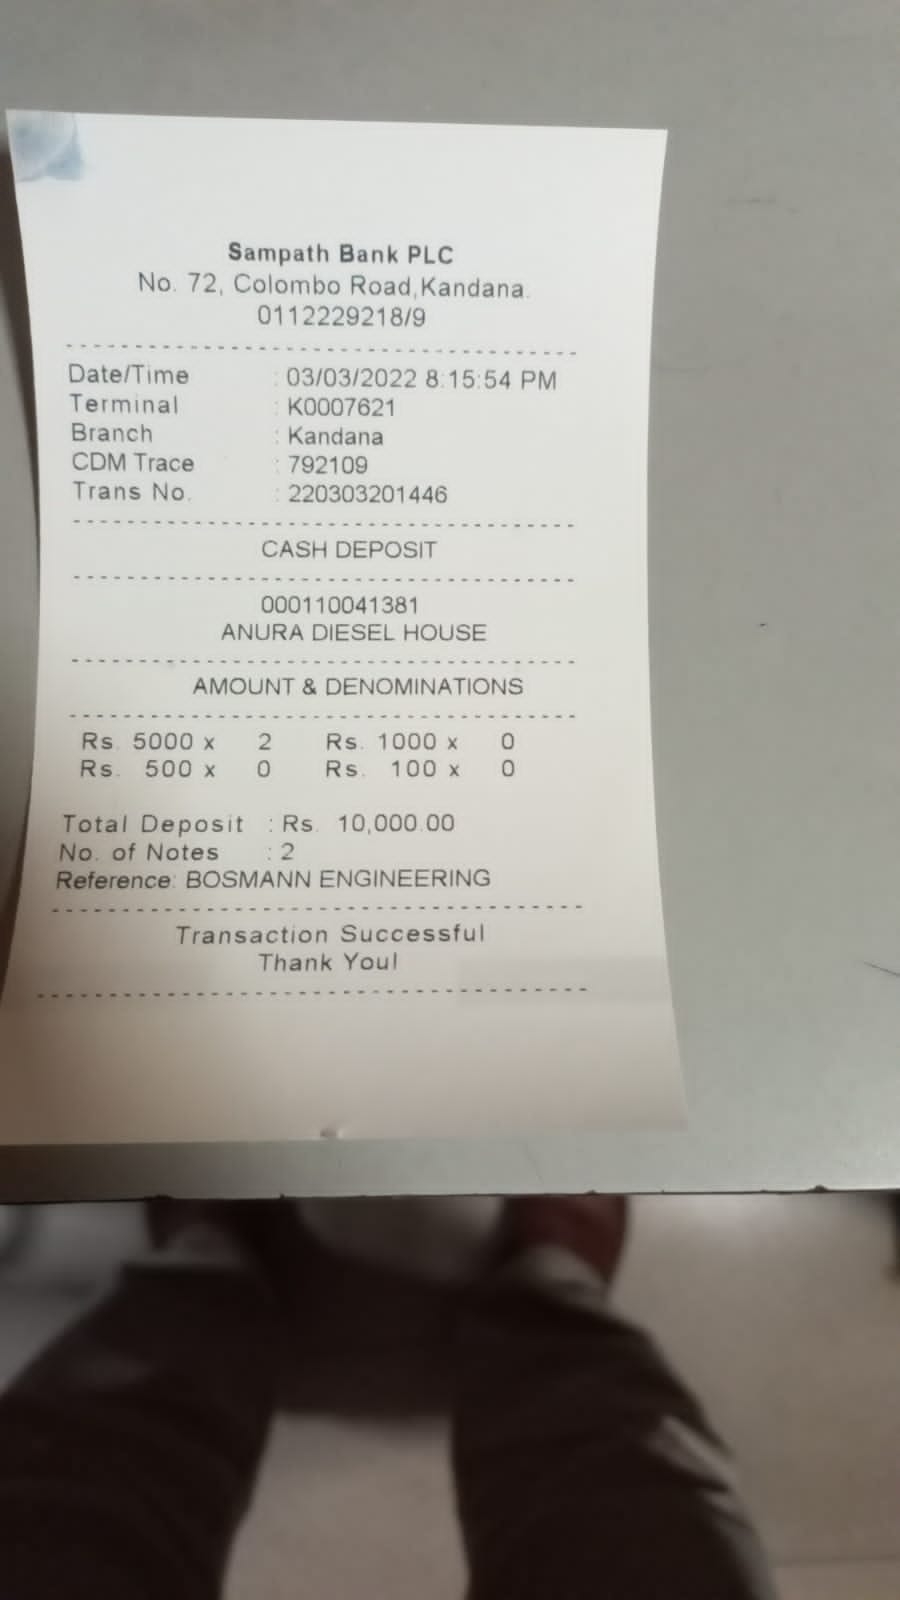 Sampath Bank PLC
No. 72, Colombo Road,Kandana.
0112229218/9
Date/Time : 03/03/2022 8:15:54 PM
Terminal : K0007621
Branch : Kandana
CDM Trace : 792109
Trans No. : 220303201446
CASH DEPOSIT
000110041381
ANURA DIESEL HOUSE
AMOUNT & DENOMINATIONS
Rs. 5000 x 2 Rs. 1000 x 0
Rs. 500 x 0 Rs. 100 x 0
Total Deposit : Rs. 10,000.00
No. of Notes : 2
Reference: BOSMANN ENGINEERING
Transaction Successful
Thank You!